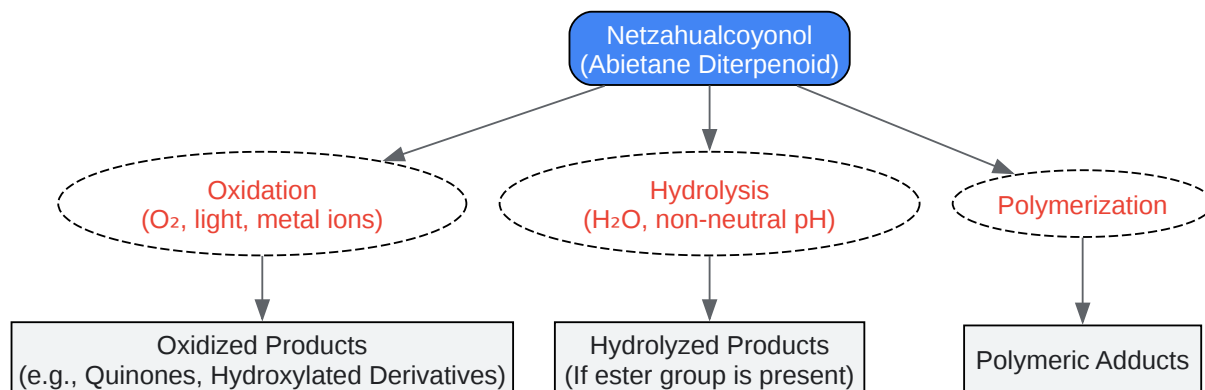 Netzahualcoyonol
(Abietane Diterpenoid)
Oxidation
(O₂, light, metal ions)
Hydrolysis
(H₂O, non-neutral pH)
Polymerization
Oxidized Products
(e.g., Quinones, Hydroxylated Derivatives)
Hydrolyzed Products
(If ester group is present)
Polymeric Adducts